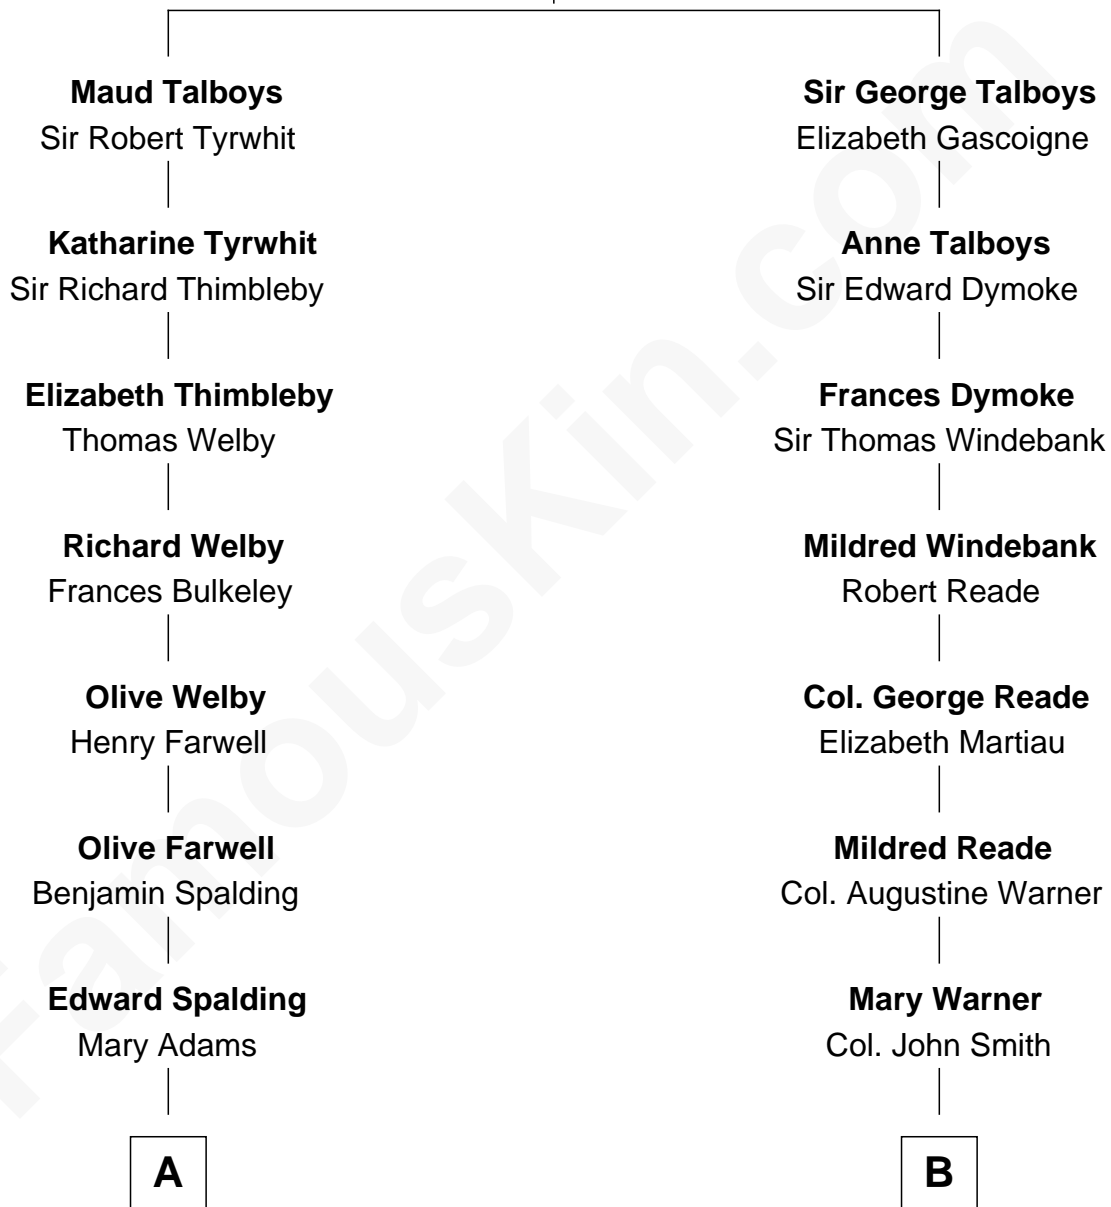 Maud Talboys
Sir Robert Tyrwhit
Katharine Tyrwhit
Sir Richard Thimbleby
Elizabeth Thimbleby
Thomas Welby
Richard Welby
Frances Bulkeley
Olive Welby
Henry Farwell
Olive Farwell
Benjamin Spalding
Edward Spalding
Mary Adams
A
Sir George Talboys
Elizabeth Gascoigne
Anne Talboys
Sir Edward Dymoke
Frances Dymoke
Sir Thomas Windebank
Mildred Windebank
Robert Reade
Col. George Reade
Elizabeth Martiau
Mildred Reade
Col. Augustine Warner
Mary Warner
Col. John Smith
B
FamousKin.com